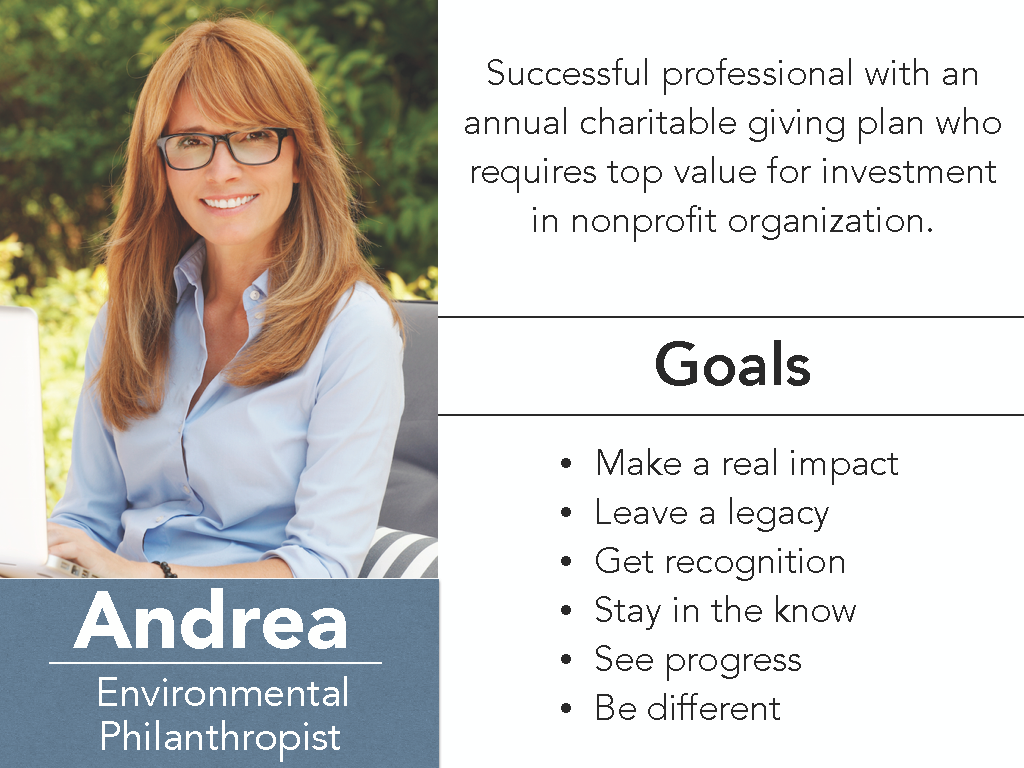 Successful professional with an
annual charitable giving plan who
requires top value for investment
in nonprofit organization.
Goals
• Make a real impact
• Leave a legacy
• Get recognition
• Stay in the know
• See progress
• Be different
Andrea
Environmental
Philanthropist